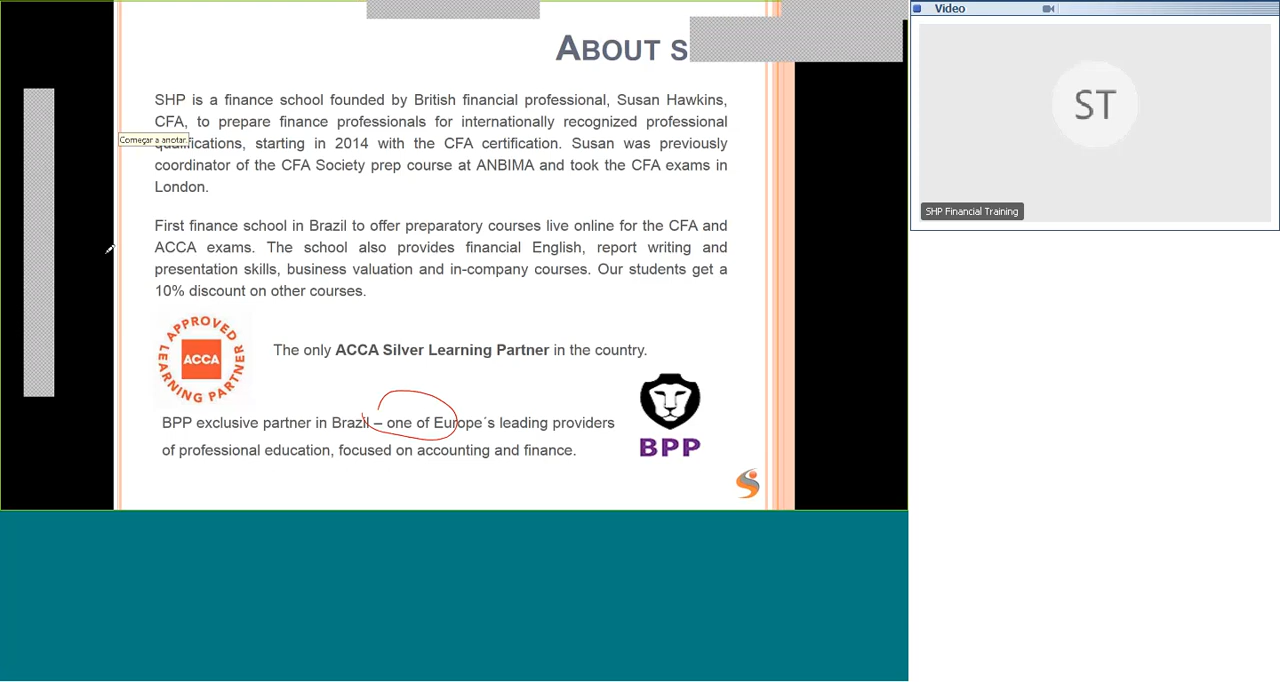 Video
ABOUT S
ST
SHP Financial Training
SHP is a finance school founded by British financial professional, Susan Hawkins,
CFA, to prepare finance professionals for internationally recognized professional
Começar a anotar.
qualifications, starting in 2014 with the CFA certification. Susan was previously
coordinator of the CFA Society prep course at ANBIMA and took the CFA exams in
London.
First finance school in Brazil to offer preparatory courses live online for the CFA and
ACCA exams. The school also provides financial English, report writing and
presentation skills, business valuation and in-company courses. Our students get a
10% discount on other courses.
APPROVED
ACCA
LEARNING PARTNER
The only ACCA Silver Learning Partner in the country.
BPP exclusive partner in Brazil – one of Europe´s leading providers
of professional education, focused on accounting and finance.
BPP